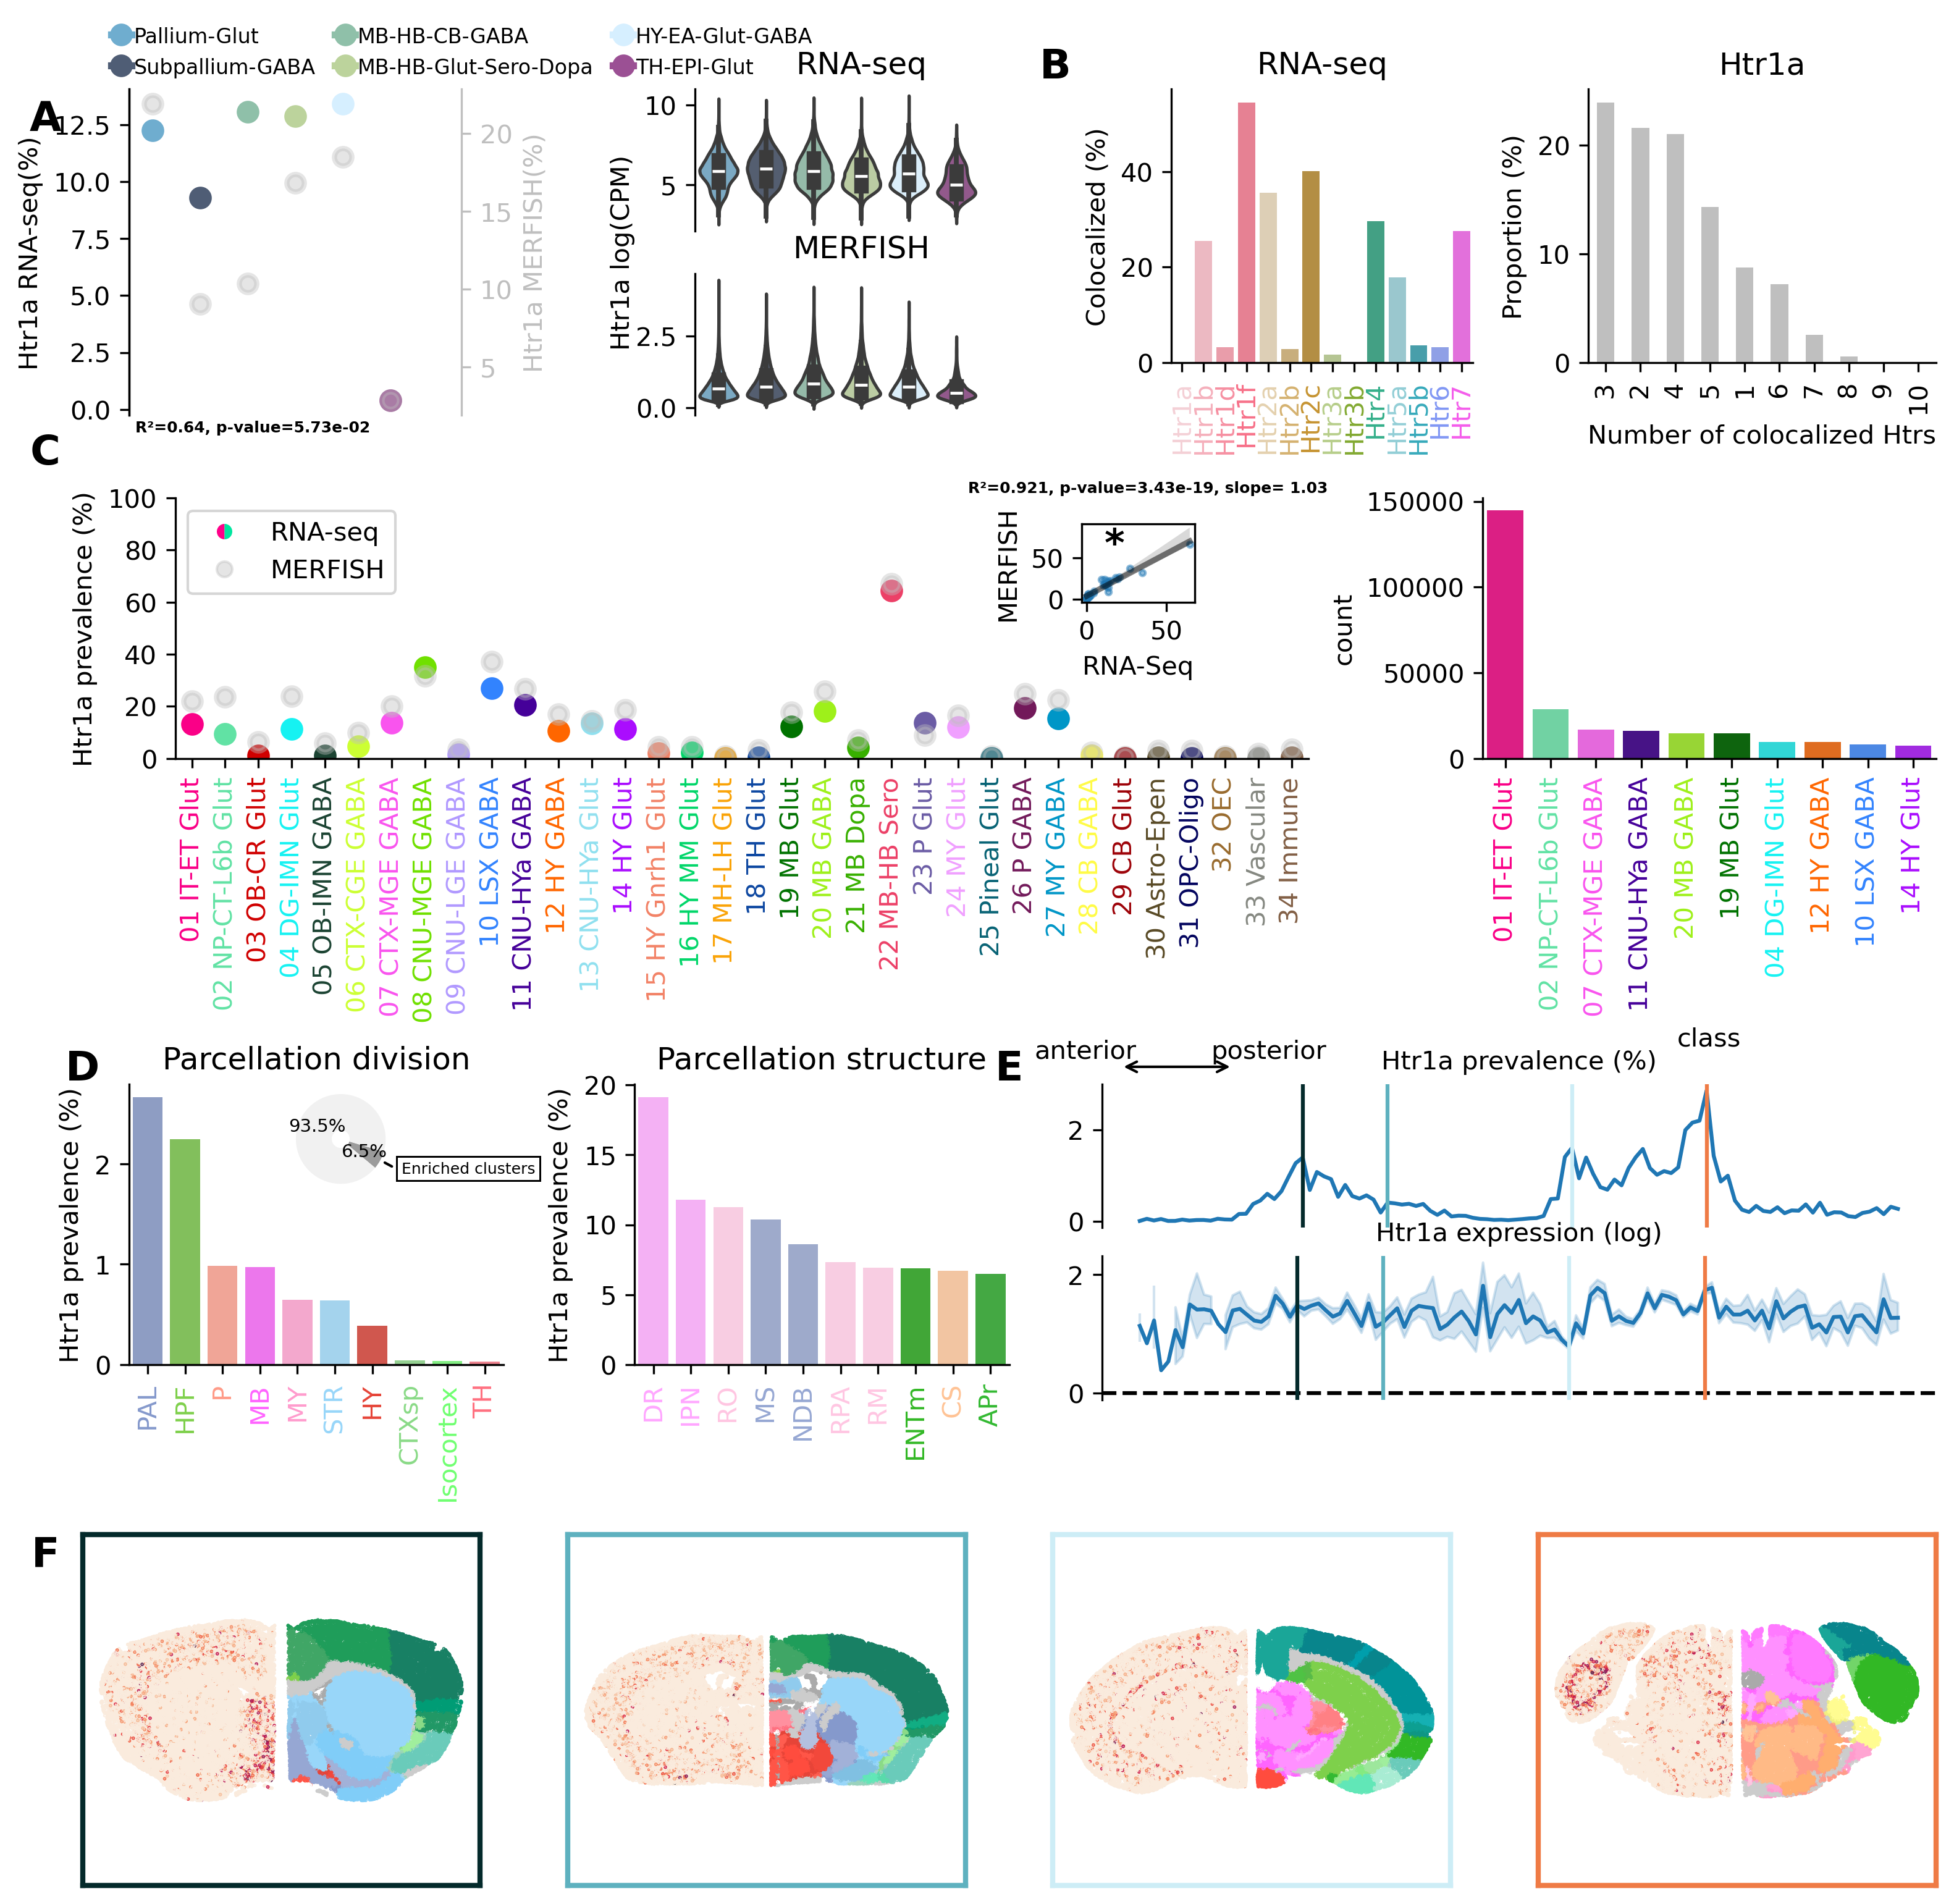 Pallium-Glut
MB-HB-CB-GABA
HY-EA-Glut-GABA
Subpallium-GABA
MB-HB-Glut-Sero-Dopa
TH-EPI-Glut
A
Htr1a RNA-seq(%)
12.5
10.0
7.5
5.0
2.5
0.0
20
15
10
5
Htr1a MERFISH(%)
R²=0.64, p-value=5.73e-02
RNA-seq
10
5
Htr1a log(CPM)
MERFISH
2.5
0.0
B
RNA-seq
Colocalized (%)
40
20
0
Htr1a
Htr1b
Htr1d
Htr1f
Htr2a
Htr2b
Htr2c
Htr3a
Htr3b
Htr4
Htr5a
Htr5b
Htr6
Htr7
Htr1a
Proportion (%)
20
10
0
3
2
4
5
1
6
7
8
9
10
Number of colocalized Htrs
C
Htr1a prevalence (%)
100
80
60
40
20
0
RNA-seq
MERFISH
R²=0.921, p-value=3.43e-19, slope= 1.03
MERFISH
50
0
*
0
50
RNA-Seq
01 IT-ET Glut
02 NP-CT-L6b Glut
03 OB-CR Glut
04 DG-IMN Glut
05 OB-IMN GABA
06 CTX-CGE GABA
07 CTX-MGE GABA
08 CNU-MGE GABA
09 CNU-LGE GABA
10 LSX GABA
11 CNU-HYa GABA
12 HY GABA
13 CNU-HYa Glut
14 HY Glut
15 HY Gnrh1 Glut
16 HY MM Glut
17 MH-LH Glut
18 TH Glut
19 MB Glut
20 MB GABA
21 MB Dopa
22 MB-HB Sero
23 P Glut
24 MY Glut
25 Pineal Glut
26 P GABA
27 MY GABA
28 CB GABA
29 CB Glut
30 Astro-Epen
31 OPC-Oligo
32 OEC
33 Vascular
34 Immune
count
150000
100000
50000
0
01 IT-ET Glut
02 NP-CT-L6b Glut
07 CTX-MGE GABA
11 CNU-HYa GABA
20 MB GABA
19 MB Glut
04 DG-IMN Glut
12 HY GABA
10 LSX GABA
14 HY Glut
class
D
Parcellation division
Htr1a prevalence (%)
2
1
0
93.5%
6.5%
Enriched clusters
PAL
HPF
P
MB
MY
STR
HY
CTXsp
Isocortex
TH
Parcellation structure
Htr1a prevalence (%)
20
15
10
5
0
DR
IPN
RO
MS
NDB
RPA
RM
ENTm
CS
APr
E
anterior
posterior
Htr1a prevalence (%)
2
0
Htr1a expression (log)
2
0
F